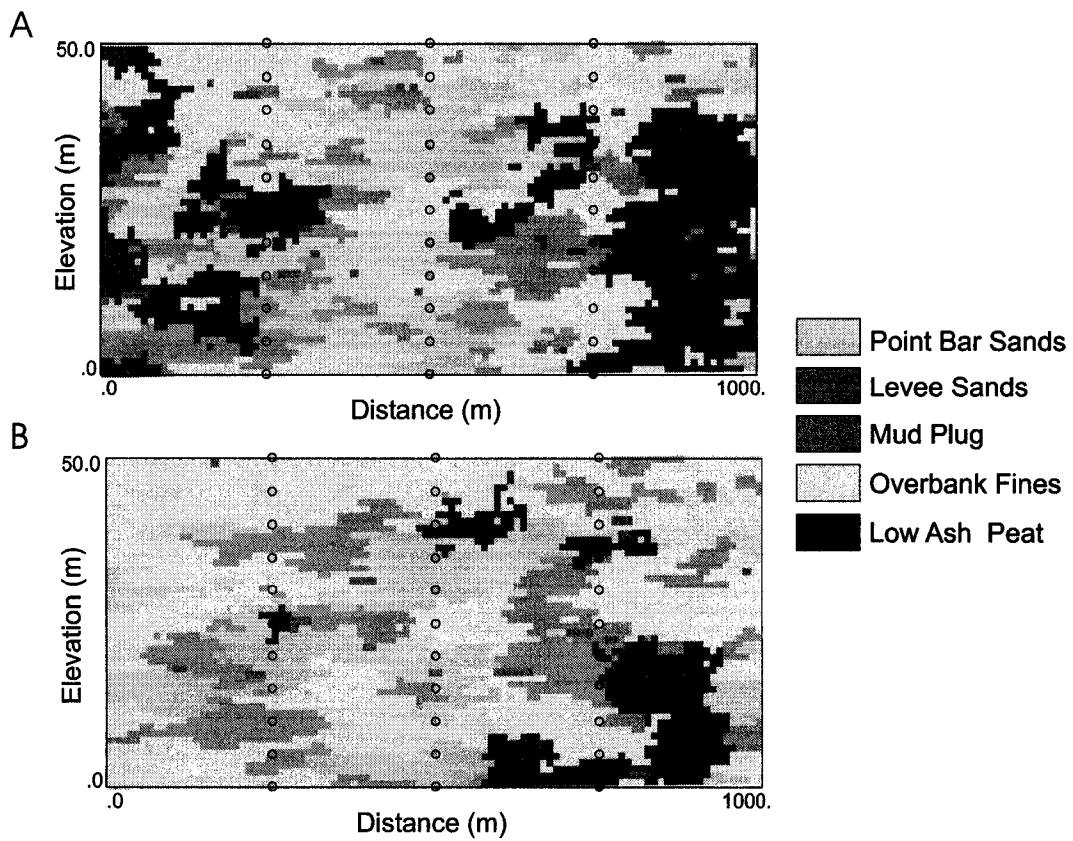 A
50.0
Elevation (m)
.0
.0
1000.
Distance (m)
B
50.0
Elevation (m)
.0
.0
1000.
Distance (m)
Point Bar Sands
Levee Sands
Mud Plug
Overbank Fines
Low Ash Peat